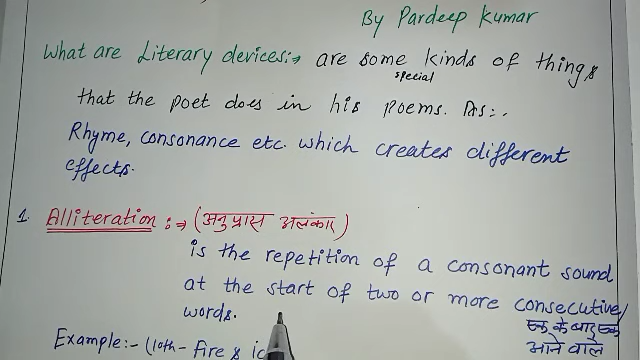 By Pardeep Kumar
What are Literary devices:→ are some kinds of things
special
that the poet does in his poems. As:-
Rhyme, consonance etc. which creates different
effects.
1. Alliteration :→ (अनुप्रास अलंकार)
is the repetition of a consonant sound
at the start of two or more consecutive/
words. एक के बाद एक
Example:- (10th - fire & ic आने वाले